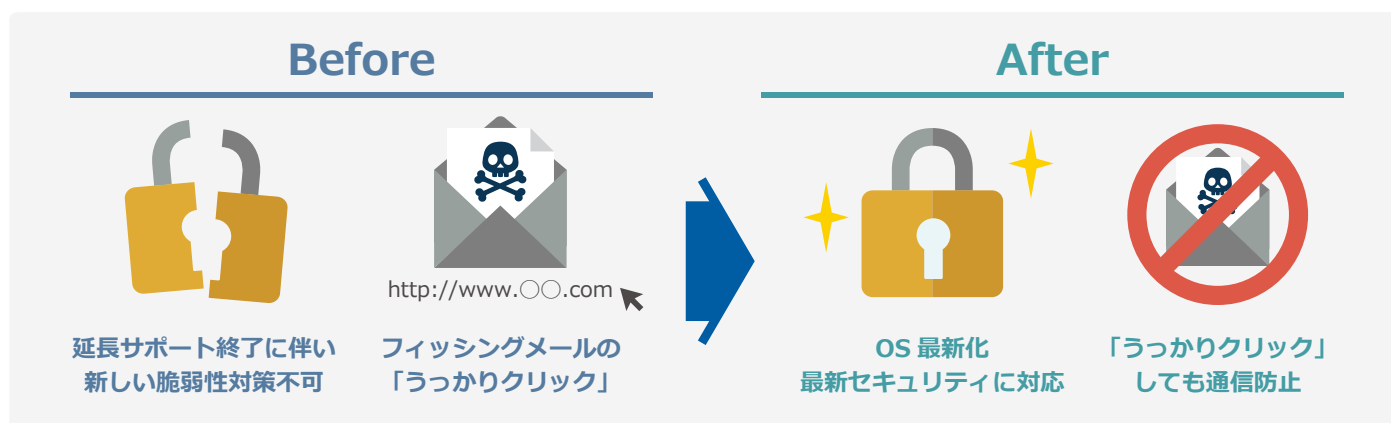 Before
延長サポート終了に伴い
新しい脆弱性対策不可
http://www.○○.com
フィッシングメールの
「うっかりクリック」
After
OS 最新化
最新セキュリティに対応
「うっかりクリック」
しても通信防止